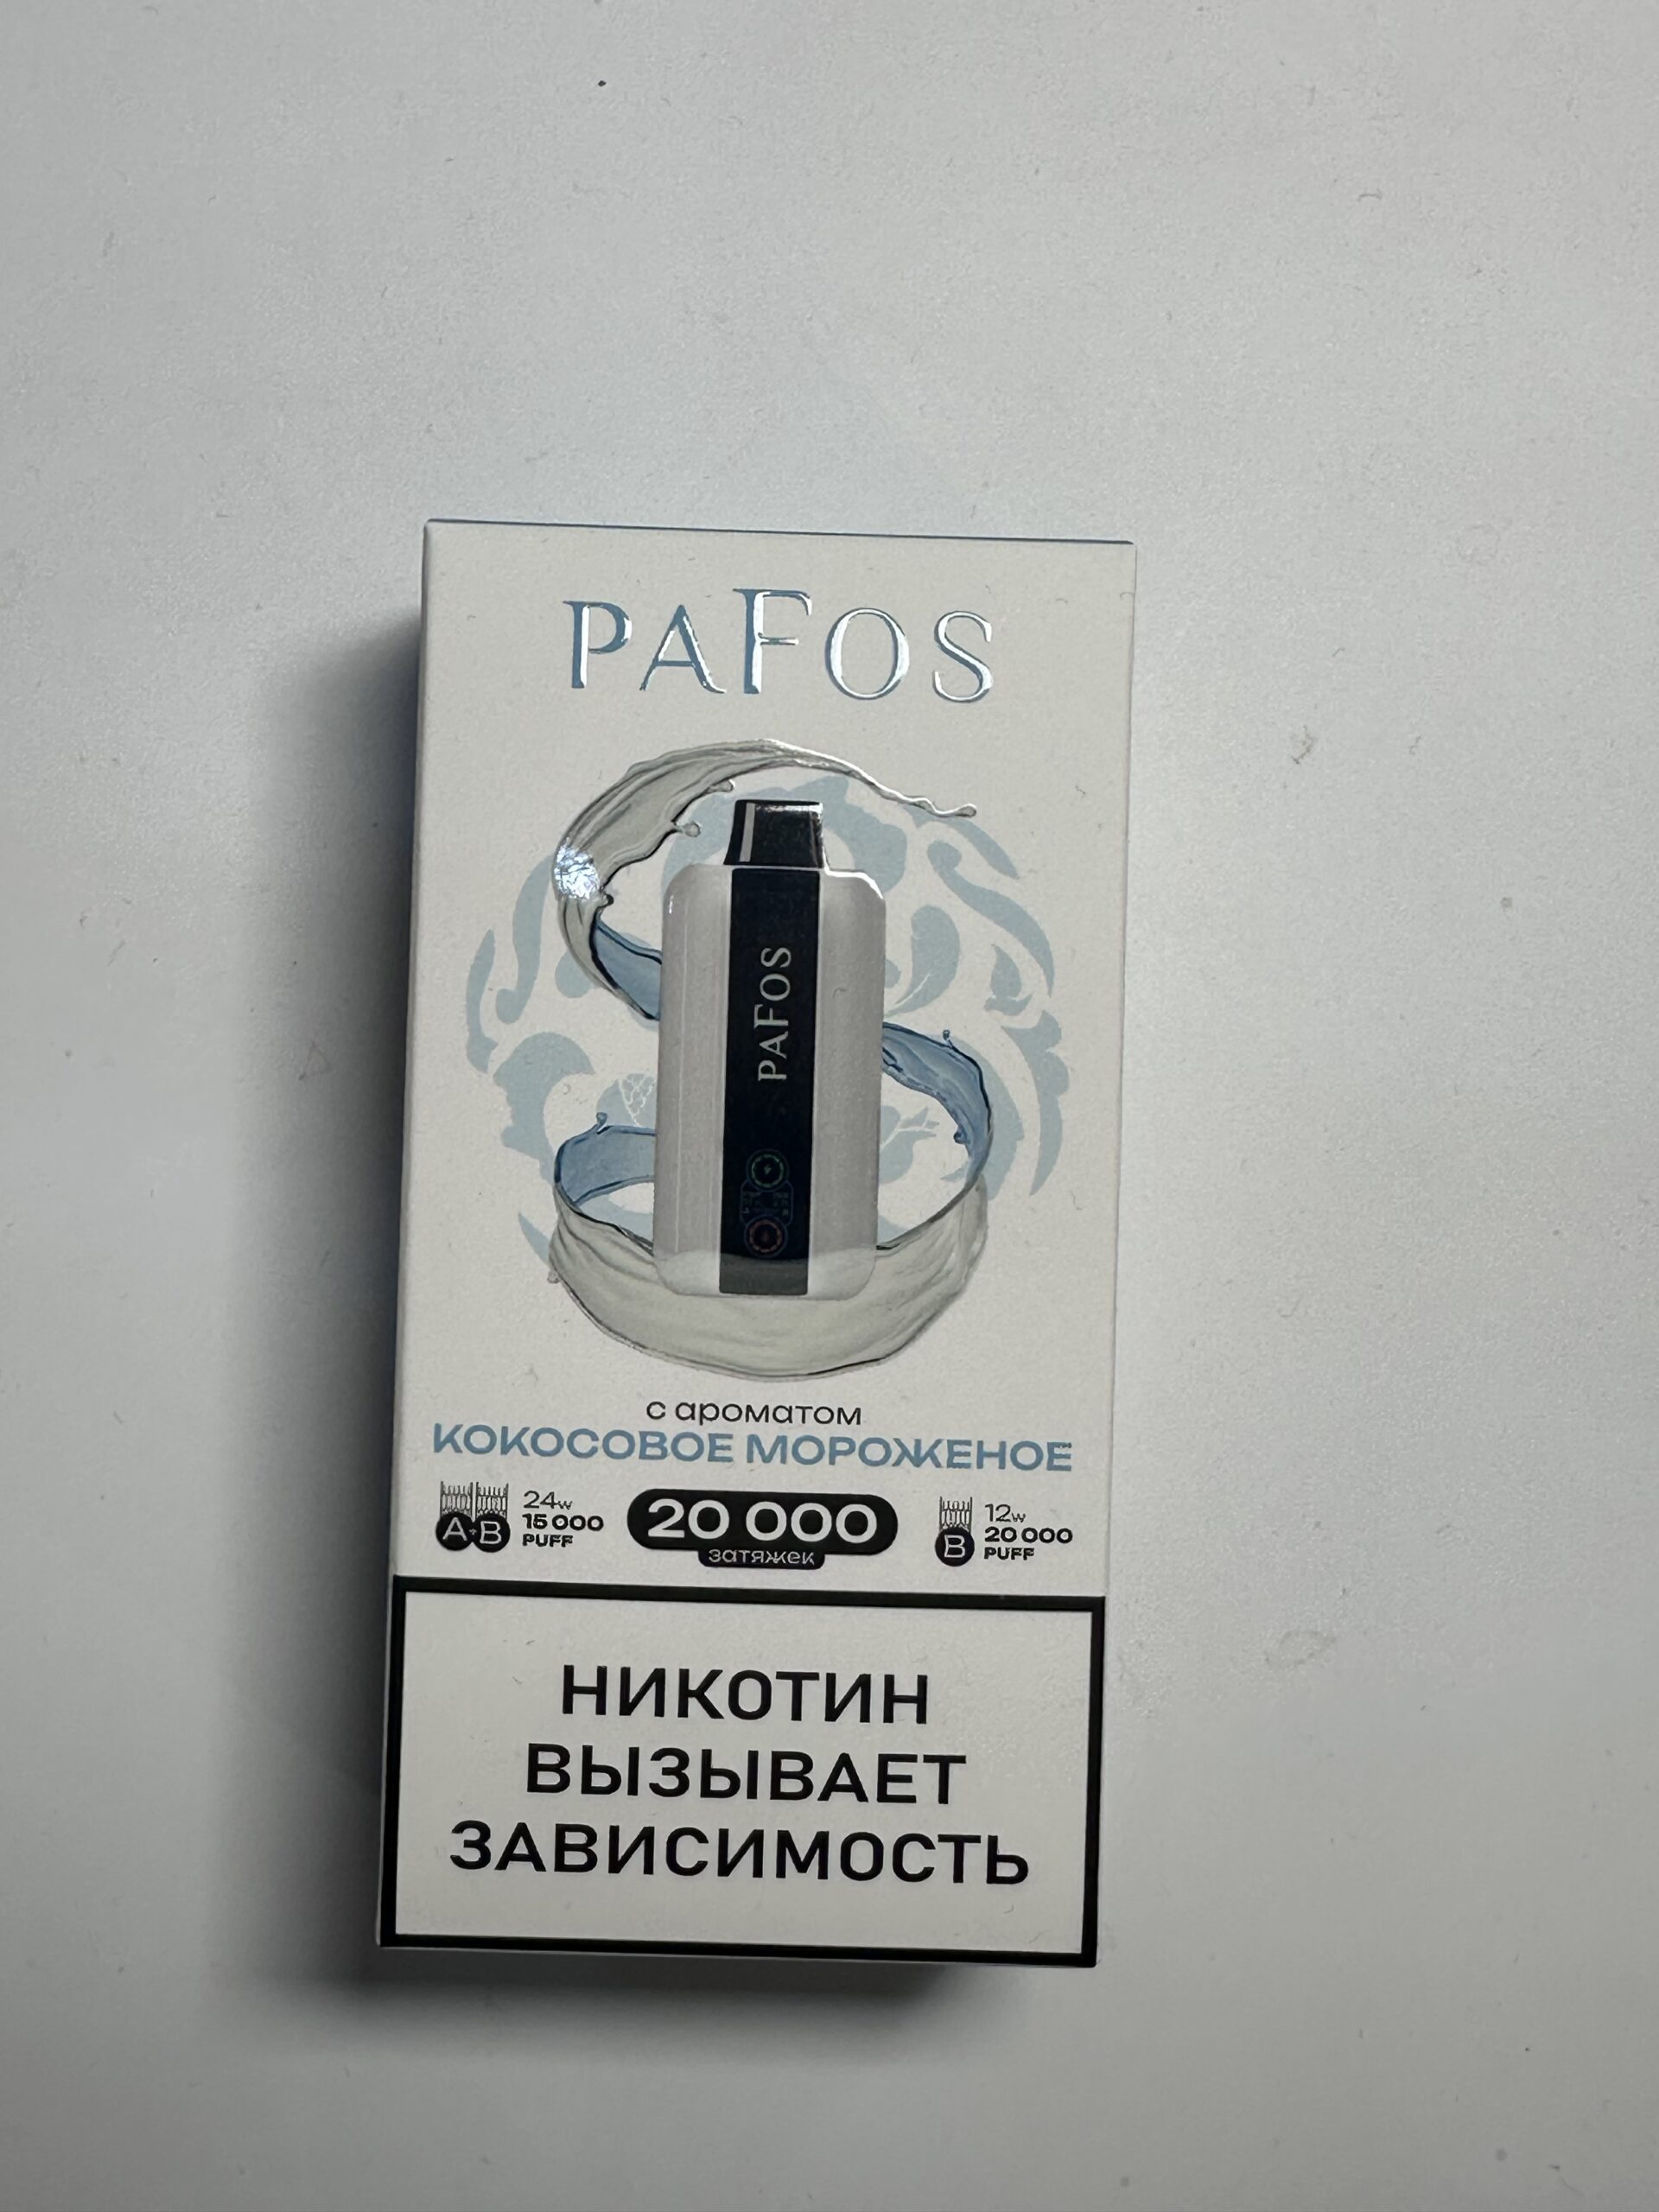 PAFOS
PAFOS
с ароматом
КОКОСОВОЕ МОРОЖЕНОЕ
A+B 24w
15 000
PUFF
20 000
затяжек
B 12w
20 000
PUFF
НИКОТИН
ВЫЗЫВАЕТ
ЗАВИСИМОСТЬ